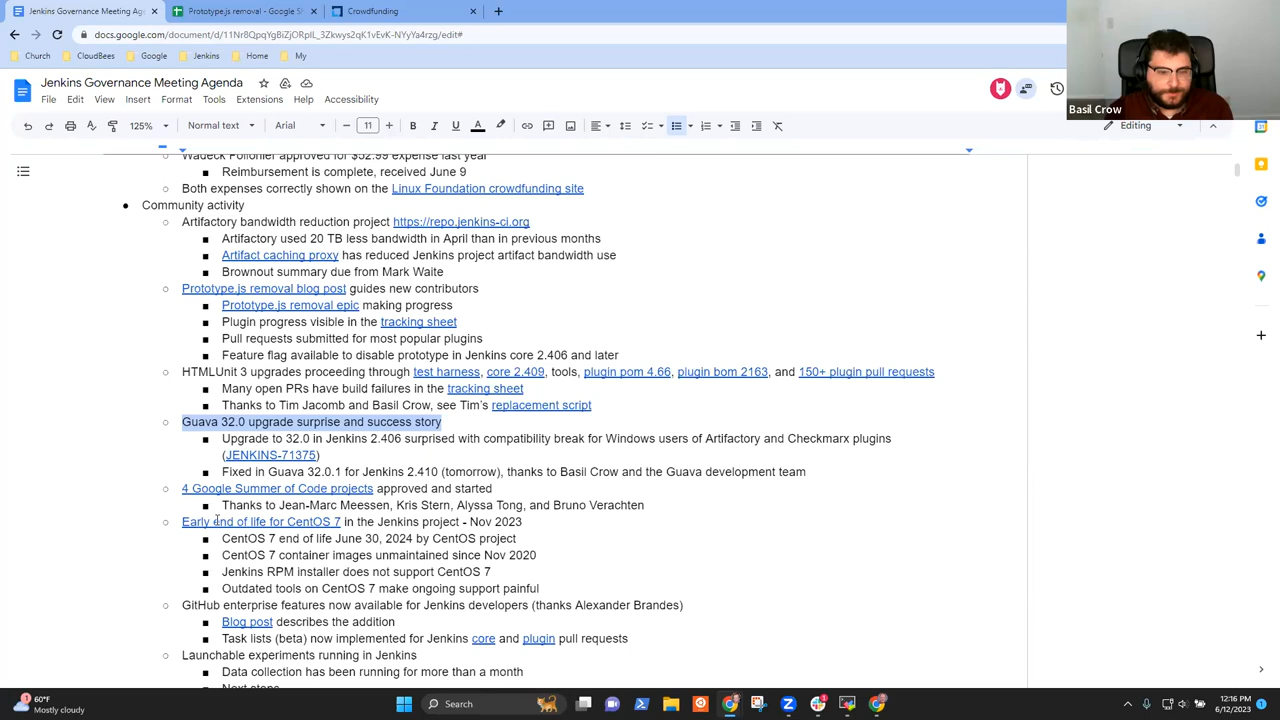 Jenkins Governance Meeting Agenda
Prototype.js removal - Google Sh
Crowdfunding
docs.google.com/document/d/11Nr8QpqYgBiZjORplL_3Zkwys2qK1vEvK-NYyYa4rzg/edit#
Church
CloudBees
Google
Jenkins
Home
My
Basil Crow
Jenkins Governance Meeting Agenda
File Edit View Insert Format Tools Extensions Help Accessibility
125% Normal text Arial 11 Editing
Wadeck Follonier approved for $52.99 expense last year
Reimbursement is complete, received June 9
Both expenses correctly shown on the Linux Foundation crowdfunding site
Community activity
Artifactory bandwidth reduction project https://repo.jenkins-ci.org
Artifactory used 20 TB less bandwidth in April than in previous months
Artifact caching proxy has reduced Jenkins project artifact bandwidth use
Brownout summary due from Mark Waite
Prototype.js removal blog post guides new contributors
Prototype.js removal epic making progress
Plugin progress visible in the tracking sheet
Pull requests submitted for most popular plugins
Feature flag available to disable prototype in Jenkins core 2.406 and later
HTMLUnit 3 upgrades proceeding through test harness, core 2.409, tools, plugin pom 4.66, plugin bom 2163, and 150+ plugin pull requests
Many open PRs have build failures in the tracking sheet
Thanks to Tim Jacomb and Basil Crow, see Tim's replacement script
Guava 32.0 upgrade surprise and success story
Upgrade to 32.0 in Jenkins 2.406 surprised with compatibility break for Windows users of Artifactory and Checkmarx plugins
(JENKINS-71375)
Fixed in Guava 32.0.1 for Jenkins 2.410 (tomorrow), thanks to Basil Crow and the Guava development team
4 Google Summer of Code projects approved and started
Thanks to Jean-Marc Meessen, Kris Stern, Alyssa Tong, and Bruno Verachten
Early end of life for CentOS 7 in the Jenkins project - Nov 2023
CentOS 7 end of life June 30, 2024 by CentOS project
CentOS 7 container images unmaintained since Nov 2020
Jenkins RPM installer does not support CentOS 7
Outdated tools on CentOS 7 make ongoing support painful
GitHub enterprise features now available for Jenkins developers (thanks Alexander Brandes)
Blog post describes the addition
Task lists (beta) now implemented for Jenkins core and plugin pull requests
Launchable experiments running in Jenkins
Data collection has been running for more than a month
Next steps
60°F
Mostly cloudy
Search
12:16 PM
6/12/2023